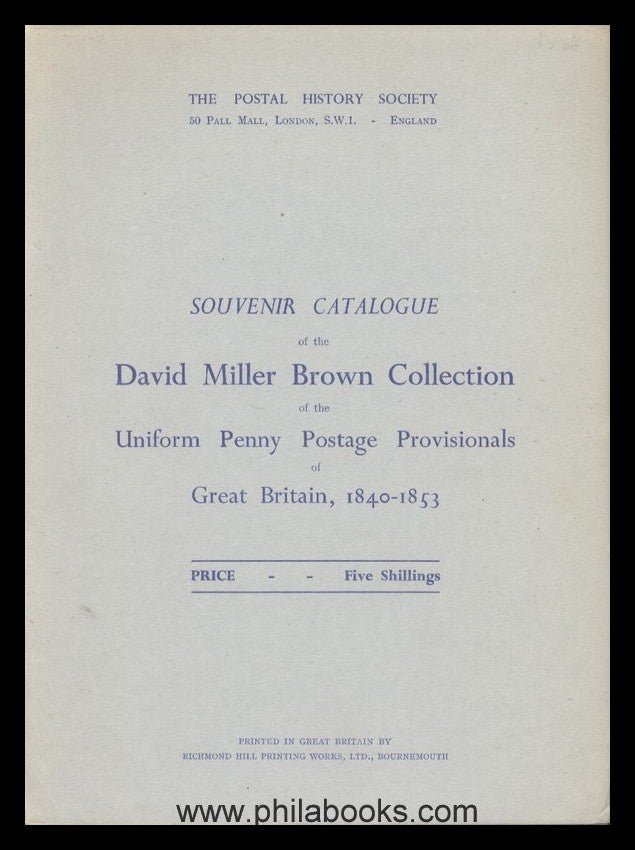 THE POSTAL HISTORY SOCIETY
50 PALL MALL, LONDON, S.W.1. - ENGLAND
SOUVENIR CATALOGUE
of the
David Miller Brown Collection
of the
Uniform Penny Postage Provisionals
of
Great Britain, 1840-1853
PRICE - - Five Shillings
PRINTED IN GREAT BRITAIN BY
RICHMOND HILL PRINTING WORKS, LTD., BOURNEMOUTH
www.philabooks.com